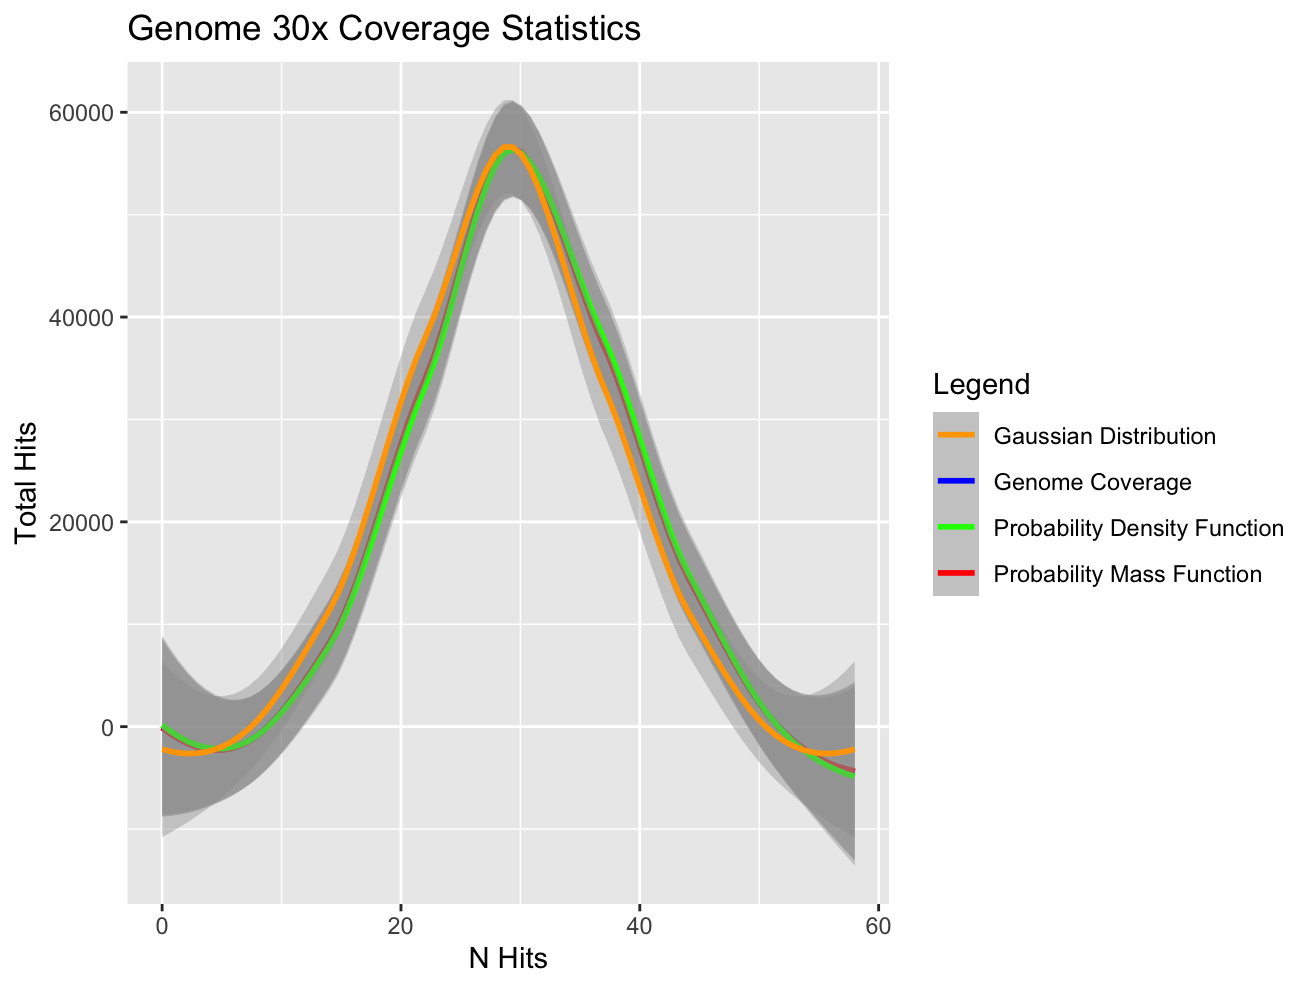 Genome 30x Coverage Statistics
60000
40000
20000
0
Total Hits
0 20 40 60
N Hits
Legend
Gaussian Distribution
Genome Coverage
Probability Density Function
Probability Mass Function